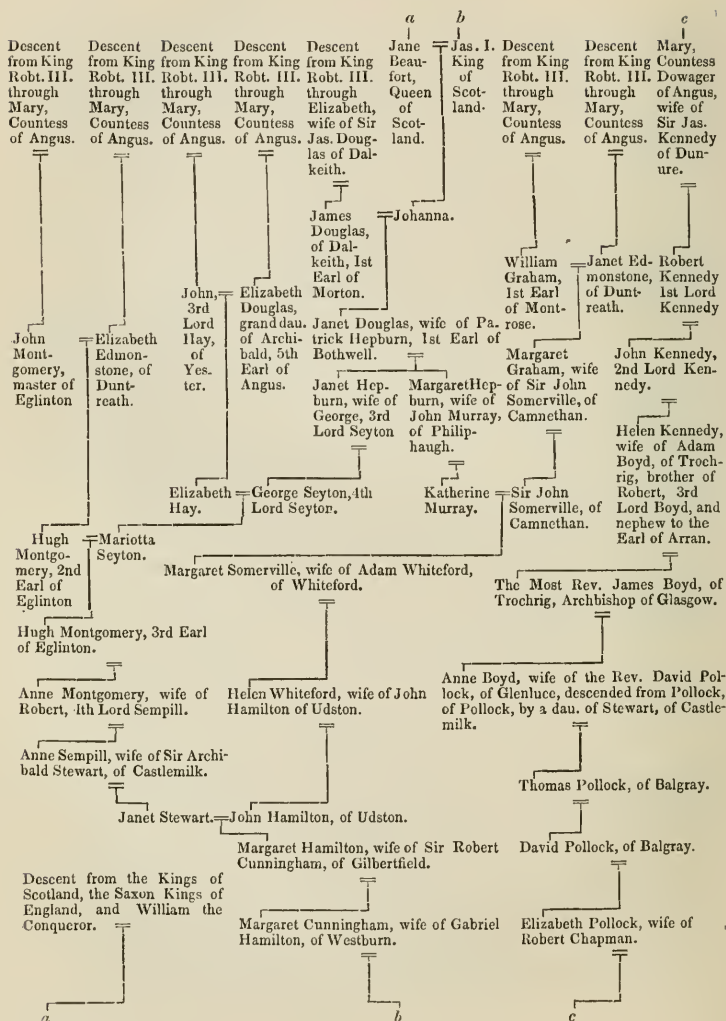 a
b
c
Descent
from King
Robt. III.
through
Mary,
Countess
of Angus.
Descent
from King
Robt. III.
through
Mary,
Countess
of Angus.
Descent
from King
Robt. III.
through
Mary,
Countess
of Angus.
Descent
from King
Robt. III.
through
Mary,
Countess
of Angus.
Descent
from King
Robt. III.
through
Elizabeth,
wife of Sir
Jas. Doug-
las of Dal-
keith.
Jane
Beau-
fort,
Queen
of
Scot-
land.
Jas. I.
King
of
Scot-
land.
Descent
from King
Robt. III.
through
Mary,
Countess
of Angus.
Descent
from King
Robt. III.
through
Mary,
Countess
of Angus.
Mary,
Countess
Dowager
of Angus,
wife of
Sir Jas.
Kennedy
of Dun-
ure.
James
Douglas,
of Dal-
keith, 1st
Earl of
Morton.
Johanna.
William
Graham,
1st Earl
of Mont-
rose.
Janet Ed-
monstone,
of Dunt-
reath.
Robert
Kennedy
1st Lord
Kennedy
John,
3rd
Lord
Hay,
of
Yes-
ter.
Elizabeth
Douglas,
granddau.
of Archi-
bald, 5th
Earl of
Angus.
Janet Douglas, wife of Pa-
trick Hepburn, 1st Earl of
Bothwell.
John
Mont-
gomery,
master of
Eglinton
Elizabeth
Edmon-
stone, of
Dunt-
reath.
Margaret
Graham, wife
of Sir John
Somerville, of
Camnethan.
John Kennedy,
2nd Lord Ken-
nedy.
Janet Hep-
burn, wife of
George, 3rd
Lord Seyton
Margaret Hep-
burn, wife of
John Murray,
of Philip-
haugh.
Helen Kennedy,
wife of Adam
Boyd, of Troch-
rig, brother of
Robert, 3rd
Lord Boyd, and
nephew to the
Earl of Arran.
Elizabeth
Hay.
George Seyton, 4th
Lord Seyton.
Katherine
Murray.
Sir John
Somerville, of
Camnethan.
Hugh
Montgo-
mery, 2nd
Earl of
Eglinton
Mariotta
Seyton.
Margaret Somerville, wife of Adam Whiteford,
of Whiteford.
The Most Rev. James Boyd, of
Trochrig, Archbishop of Glasgow.
Hugh Montgomery, 3rd Earl
of Eglinton.
Anne Montgomery, wife of
Robert, 4th Lord Sempill.
Helen Whiteford, wife of John
Hamilton of Udston.
Anne Boyd, wife of the Rev. David Pol-
lock, of Glenluce, descended from Pollock,
of Pollock, by a dau. of Stewart, of Castle-
milk.
Anne Sempill, wife of Sir Archi-
bald Stewart, of Castlemilk.
Thomas Pollock, of Balgray.
Janet Stewart.
John Hamilton, of Udston.
Margaret Hamilton, wife of Sir Robert
Cunningham, of Gilbertfield.
David Pollock, of Balgray.
Descent from the Kings of
Scotland, the Saxon Kings of
England, and William the
Conqueror.
Margaret Cunningham, wife of Gabriel
Hamilton, of Westburn.
Elizabeth Pollock, wife of
Robert Chapman.
a
b
c